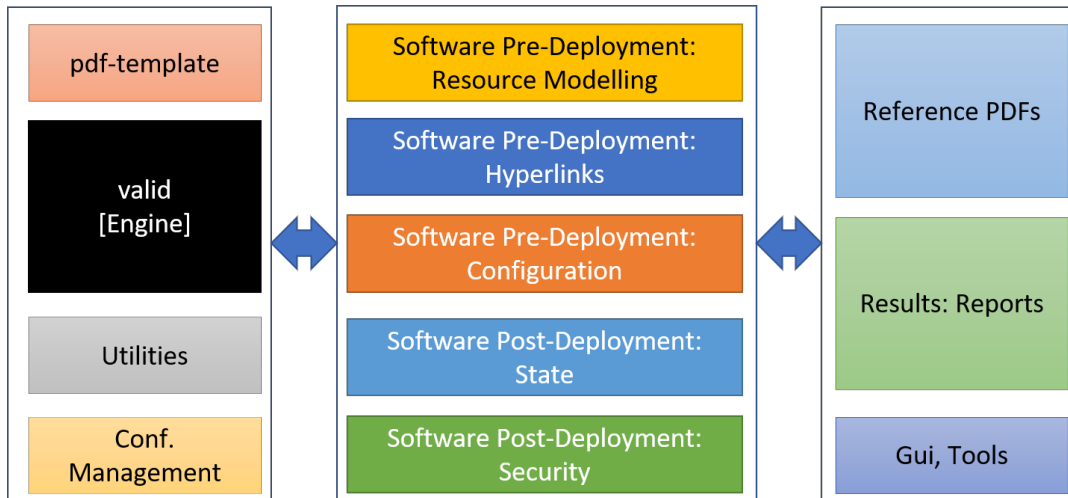 pdf-template
valid
[Engine]
Utilities
Conf.
Management
Software Pre-Deployment:
Resource Modelling
Software Pre-Deployment:
Hyperlinks
Software Pre-Deployment:
Configuration
Software Post-Deployment:
State
Software Post-Deployment:
Security
Reference PDFs
Results: Reports
Gui, Tools